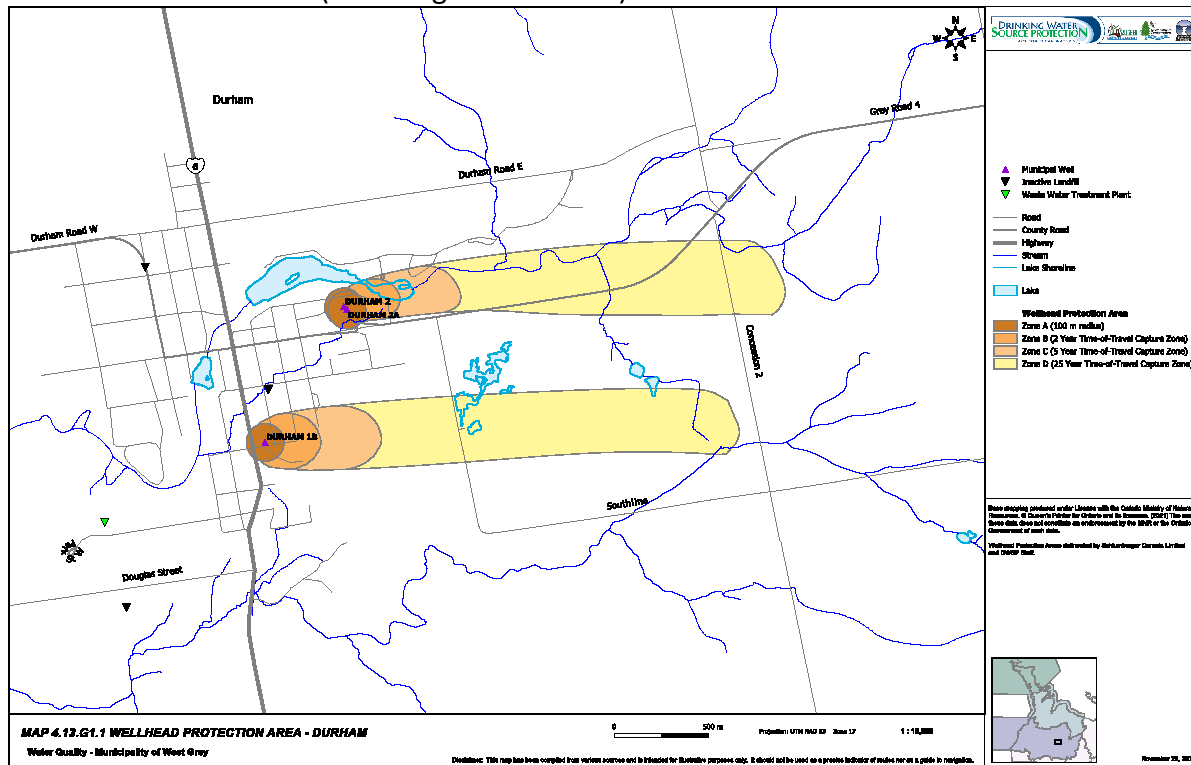 Durham
N
W E
S
6
Grey Road 4
Durham Road E
Durham Road W
DURHAM 2
DURHAM 2A
Concession 2
DURHAM 1B
Southline
Douglas Street
DRINKING WATER
SOURCE PROTECTION
Municipal Well
Inactive Landfill
Waste Water Treatment Plant
Road
County Road
Highway
Stream
Lake Shoreline
Lake
Wellhead Protection Area
Zone A (100 m radius)
Zone B (2 Year Time-of-Travel Capture Zone)
Zone C (5 Year Time-of-Travel Capture Zone)
Zone D (25 Year Time-of-Travel Capture Zone)
Wellhead Protection Areas delineated by Schlumberger Canada Limited
MAP 4.13.G1.1 WELLHEAD PROTECTION AREA - DURHAM
Water Quality - Municipality of West Grey
0 500 m
Projection: UTM NAD 83 Zone 17
Disclaimer: This map has been compiled from various sources and is intended for illustrative purposes only. It should not be used as a precise indicator of routes nor as a guide to navigation.